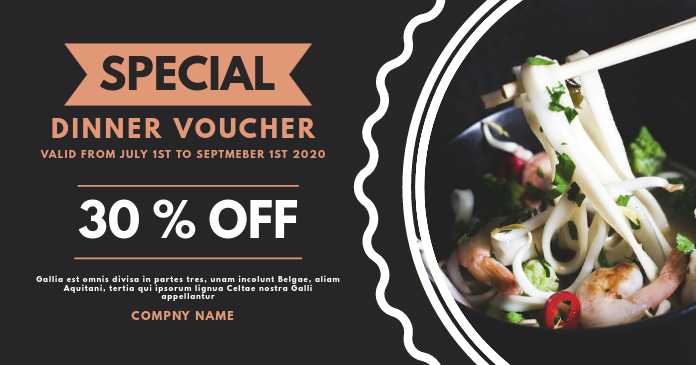 SPECIAL
DINNER VOUCHER
VALID FROM JULY 1ST TO SEPTMEBER 1ST 2020
30 % OFF
Gallia est omnis divisa in partes tres, unam incolunt Belgae, aliam
Aquitani, tertia qui ipsorum lignua Celtae nostra Galli
appellantur
COMPNY NAME